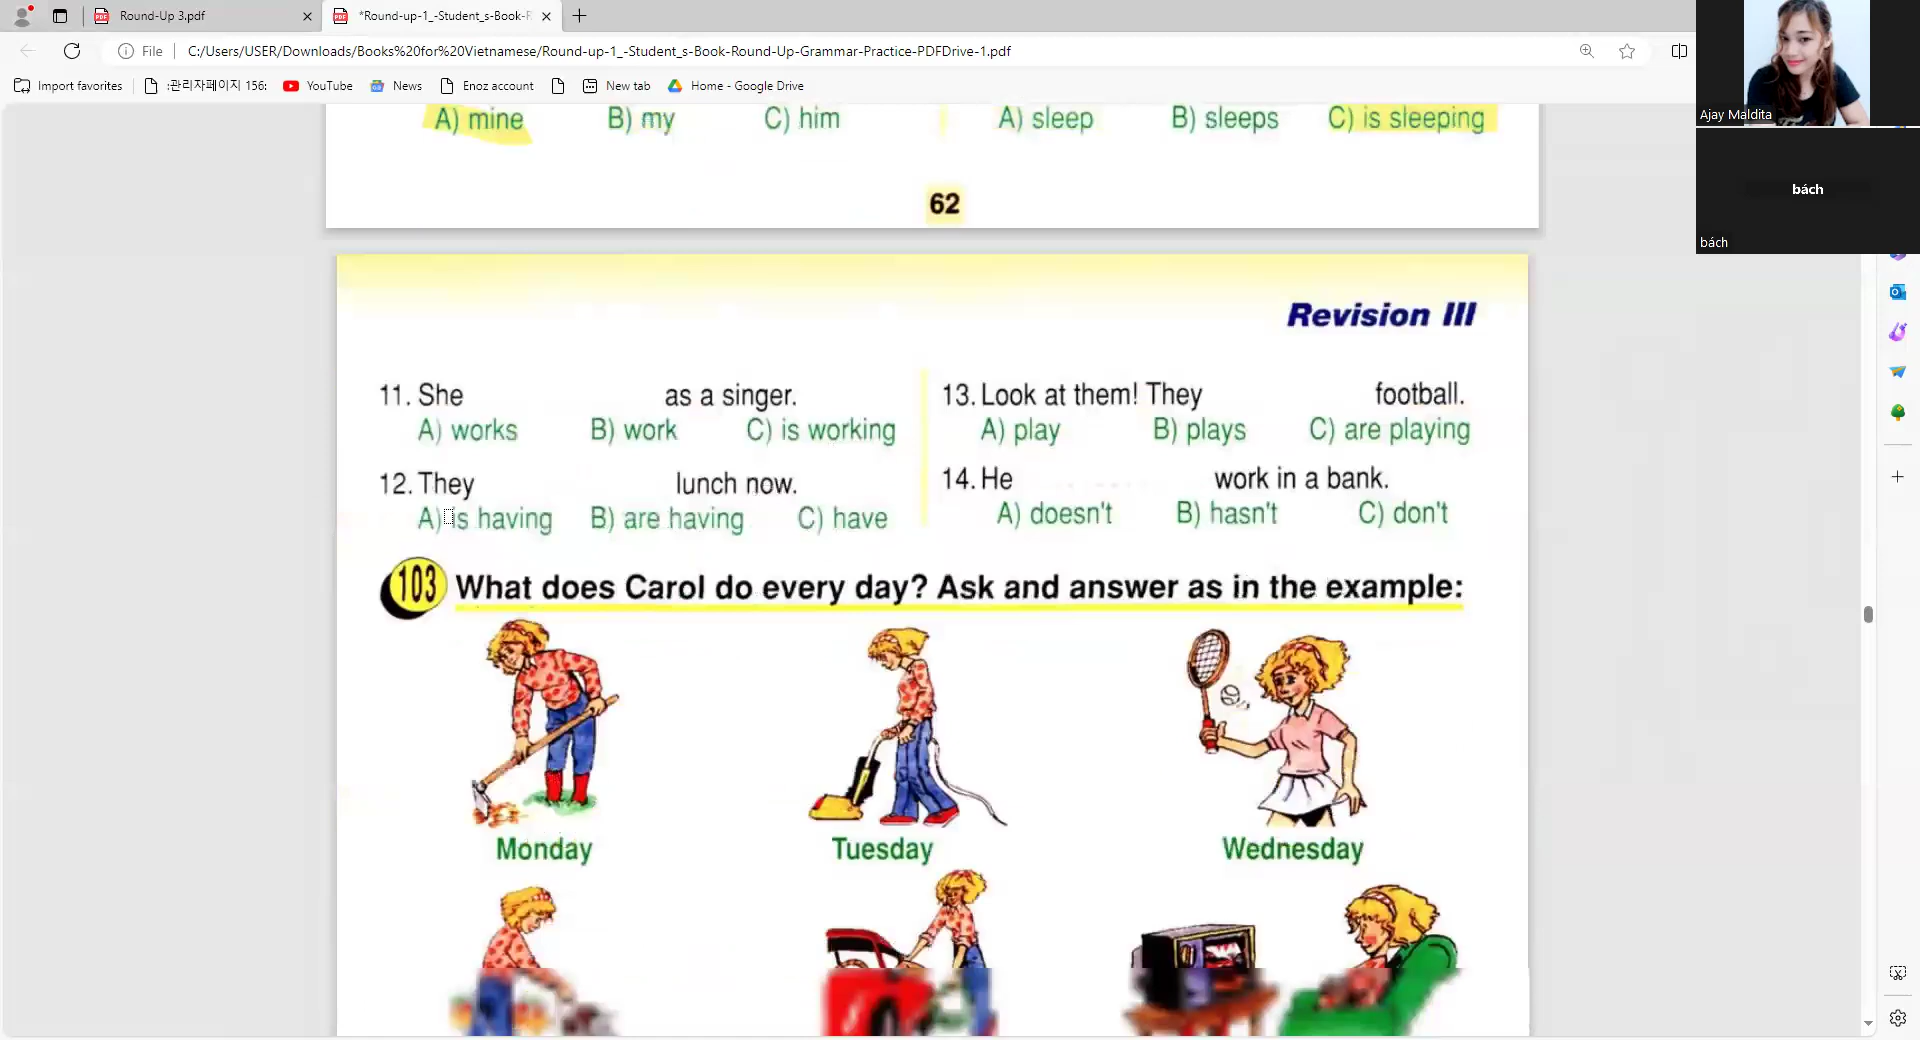 Round-Up 3.pdf
*Round-up-1_-Student_s-Book-R
File
C:/Users/USER/Downloads/Books%20for%20Vietnamese/Round-up-1_-Student_s-Book-Round-Up-Grammar-Practice-PDFDrive-1.pdf
Import favorites
:관리자페이지 156:
YouTube
News
Enoz account
New tab
Home - Google Drive
Ajay Maldita
bách
bách
A) mine B) my C) him
A) sleep B) sleeps C) is sleeping
62
Revision III
11. She as a singer.
A) works B) work C) is working
12. They lunch now.
A) is having B) are having C) have
13. Look at them! They football.
A) play B) plays C) are playing
14. He work in a bank.
A) doesn't B) hasn't C) don't
103 What does Carol do every day? Ask and answer as in the example:
Monday
Tuesday
Wednesday